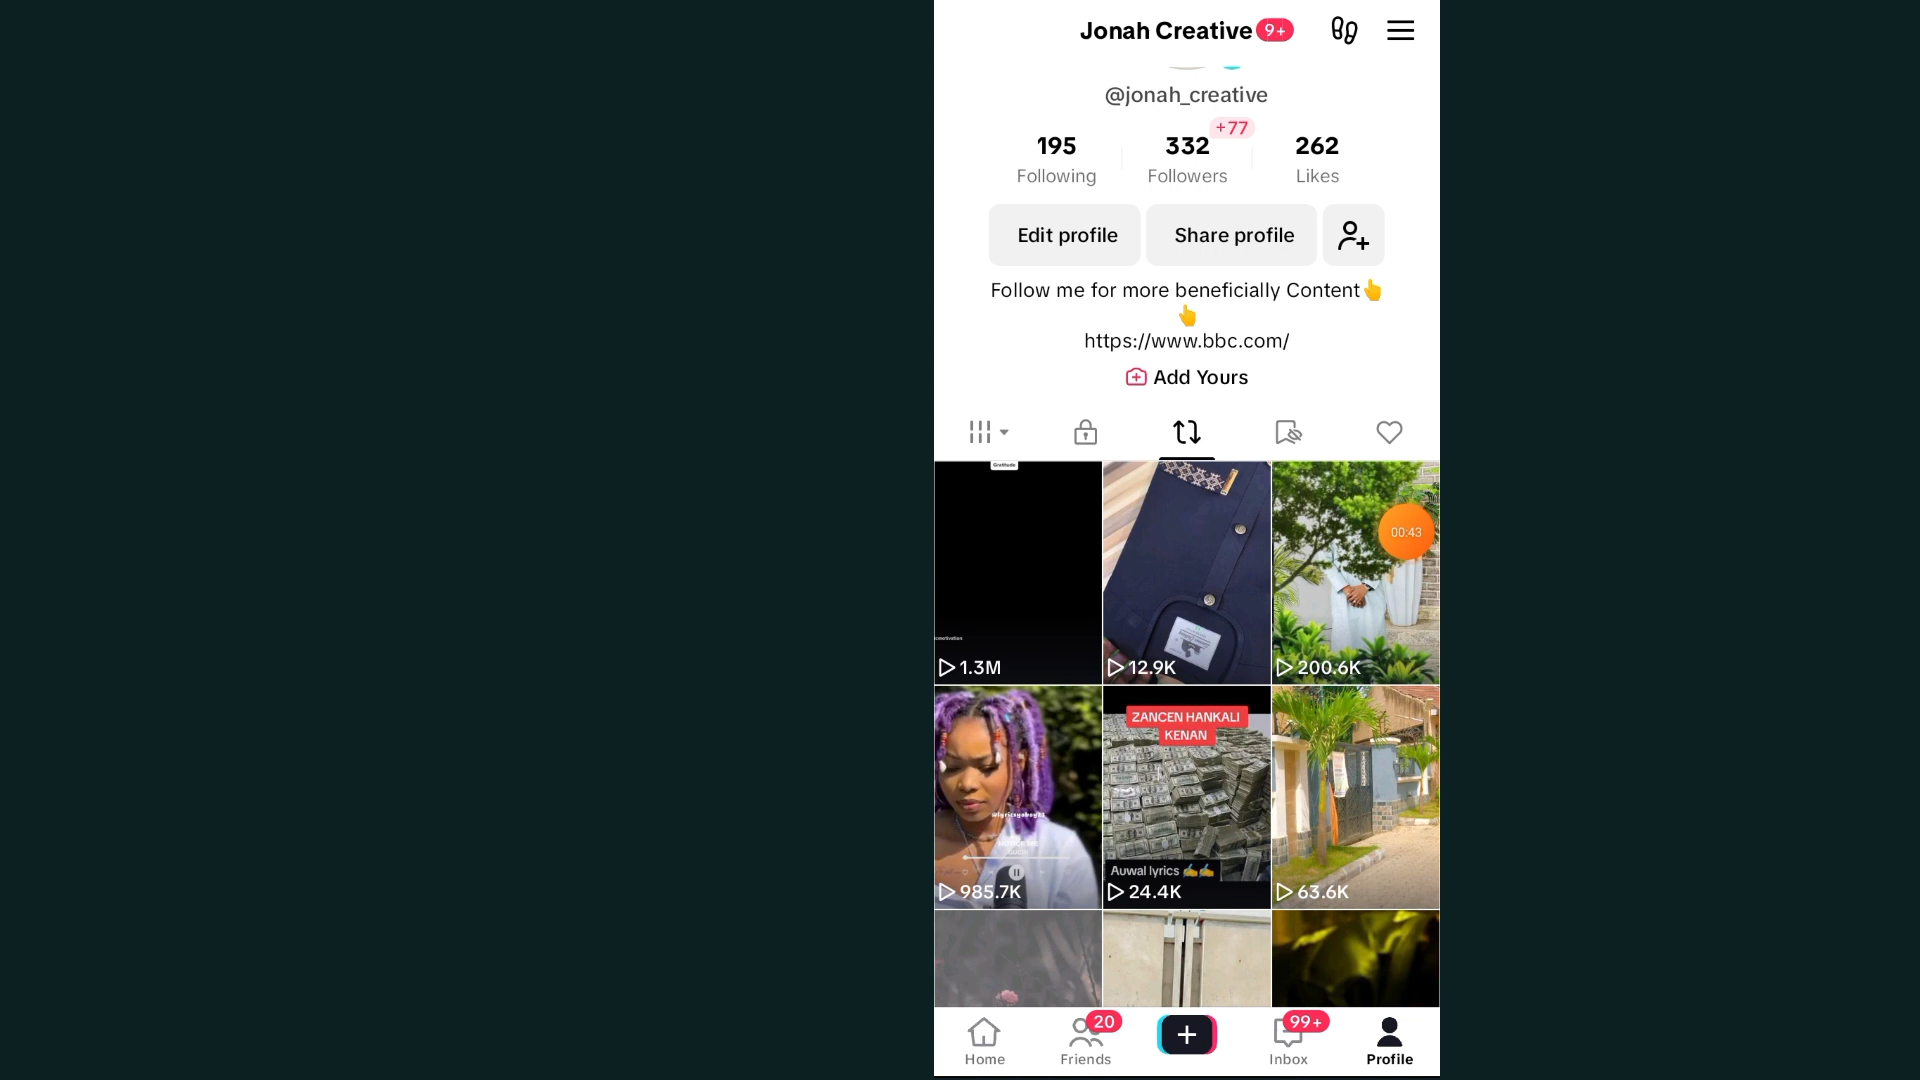 Jonah Creative 9+
@jonah_creative
+77
195 332 262
Following Followers Likes
Edit profile Share profile
Follow me for more beneficially Content👆
👆
https://www.bbc.com/
Add Yours
Gratitude
00:43
1.3M 12.9K 200.6K
ZANCEN HANKALI
KENAN
@lyricsyoboy22
Auwal lyrics ✍️✍️
985.7K 24.4K 63.6K
20 99+
Home Friends Inbox Profile